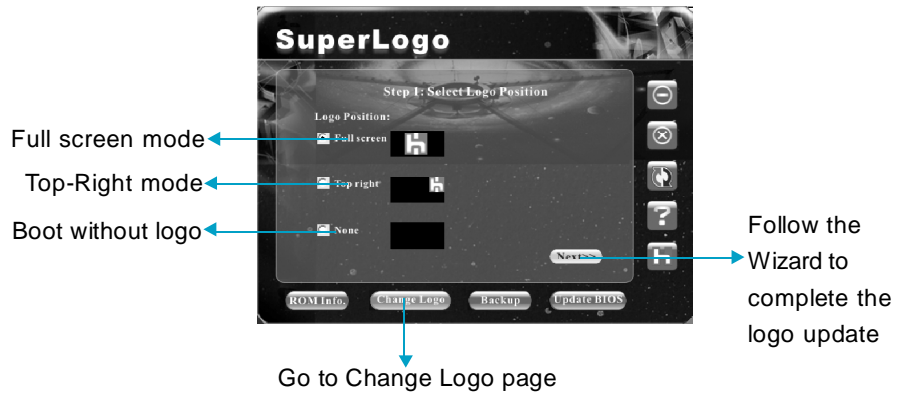 SuperLogo
Step 1: Select Logo Position
Logo Position:
Full screen mode
Full screen
Top-Right mode
Top right
Boot without logo
None
Next>>
Follow the
Wizard to
complete the
logo update
ROM Info.
Change Logo
Backup
Update BIOS
Go to Change Logo page